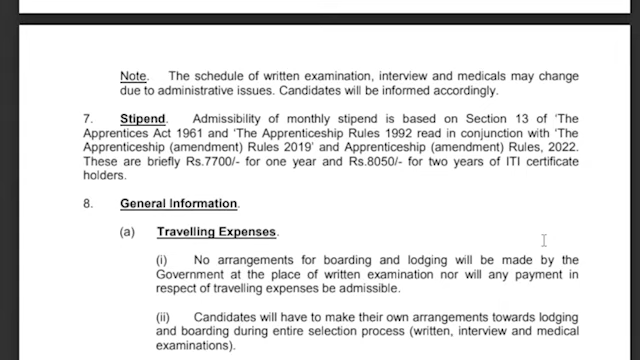 Note. The schedule of written examination, interview and medicals may change
due to administrative issues. Candidates will be informed accordingly.
7. Stipend. Admissibility of monthly stipend is based on Section 13 of 'The
Apprentices Act 1961 and 'The Apprenticeship Rules 1992 read in conjunction with 'The
Apprenticeship (amendment) Rules 2019' and Apprenticeship (amendment) Rules, 2022.
These are briefly Rs.7700/- for one year and Rs.8050/- for two years of ITI certificate
holders.
8. General Information.
(a) Travelling Expenses.
(i) No arrangements for boarding and lodging will be made by the
Government at the place of written examination nor will any payment in
respect of travelling expenses be admissible.
(ii) Candidates will have to make their own arrangements towards lodging
and boarding during entire selection process (written, interview and medical
examinations).